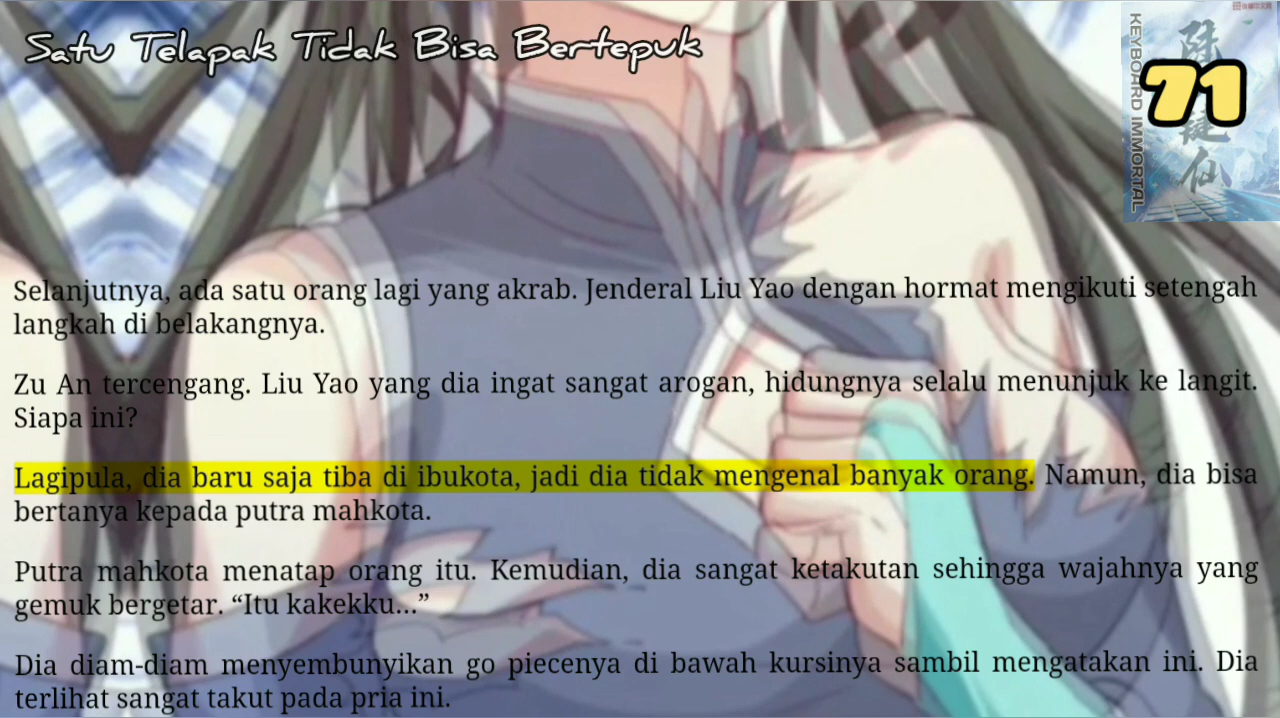 Satu Telapak Tidak Bisa Bertepuk
71
KEYBOARD IMMORTAL
Selanjutnya, ada satu orang lagi yang akrab. Jenderal Liu Yao dengan hormat mengikuti setengah
langkah di belakangnya.
Zu An tercengang. Liu Yao yang dia ingat sangat arogan, hidungnya selalu menunjuk ke langit.
Siapa ini?
Lagipula, dia baru saja tiba di ibukota, jadi dia tidak mengenal banyak orang. Namun, dia bisa
bertanya kepada putra mahkota.
Putra mahkota menatap orang itu. Kemudian, dia sangat ketakutan sehingga wajahnya yang
gemuk bergetar. “Itu kakekku...”
Dia diam-diam menyembunyikan go piecenya di bawah kursinya sambil mengatakan ini. Dia
terlihat sangat takut pada pria ini.